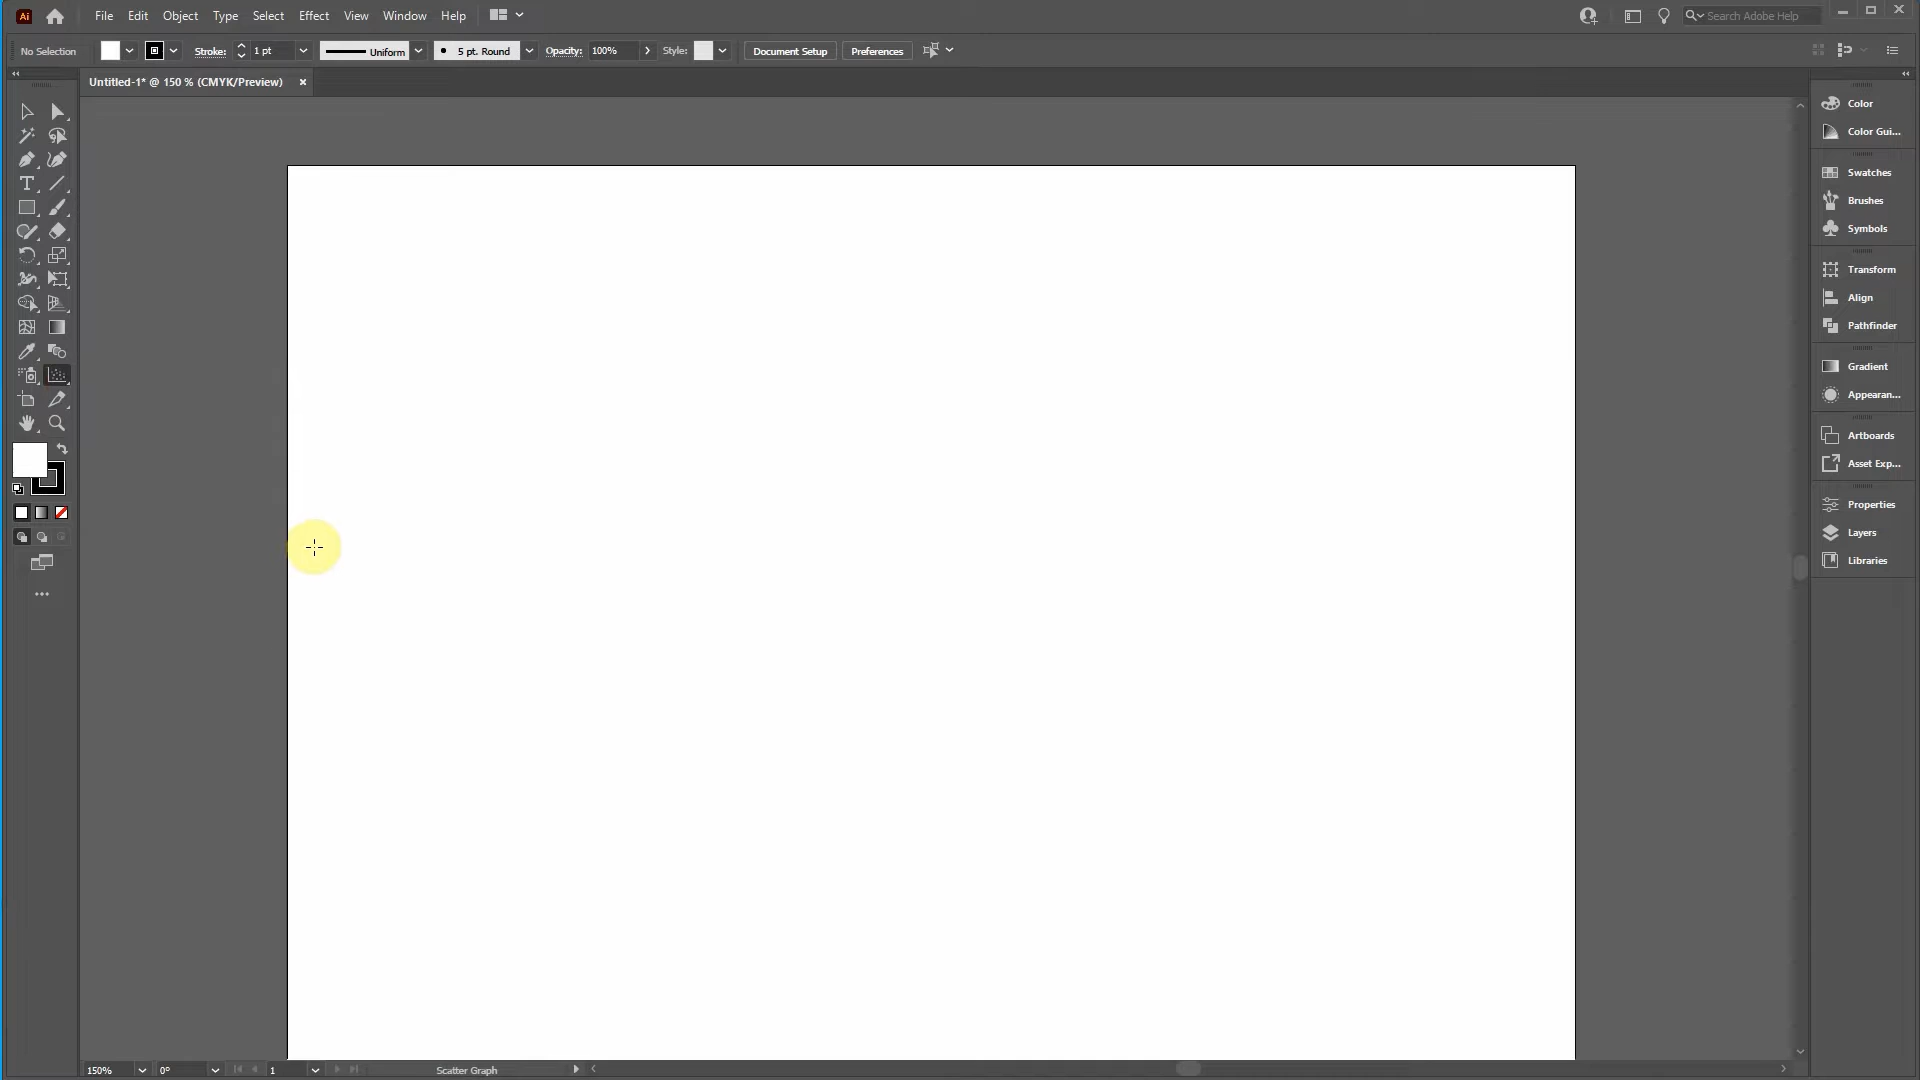 Ai File Edit Object Type Select Effect View Window Help Search Adobe Help
No Selection Stroke: 1 pt Uniform 5 pt. Round Opacity: 100% Style: Document Setup Preferences
Untitled-1* @ 150 % (CMYK/Preview)
Color
Color Gui...
Swatches
Brushes
Symbols
Transform
Align
Pathfinder
Gradient
Appearan...
Artboards
Asset Exp...
Properties
Layers
Libraries
150% 0° 1 Scatter Graph